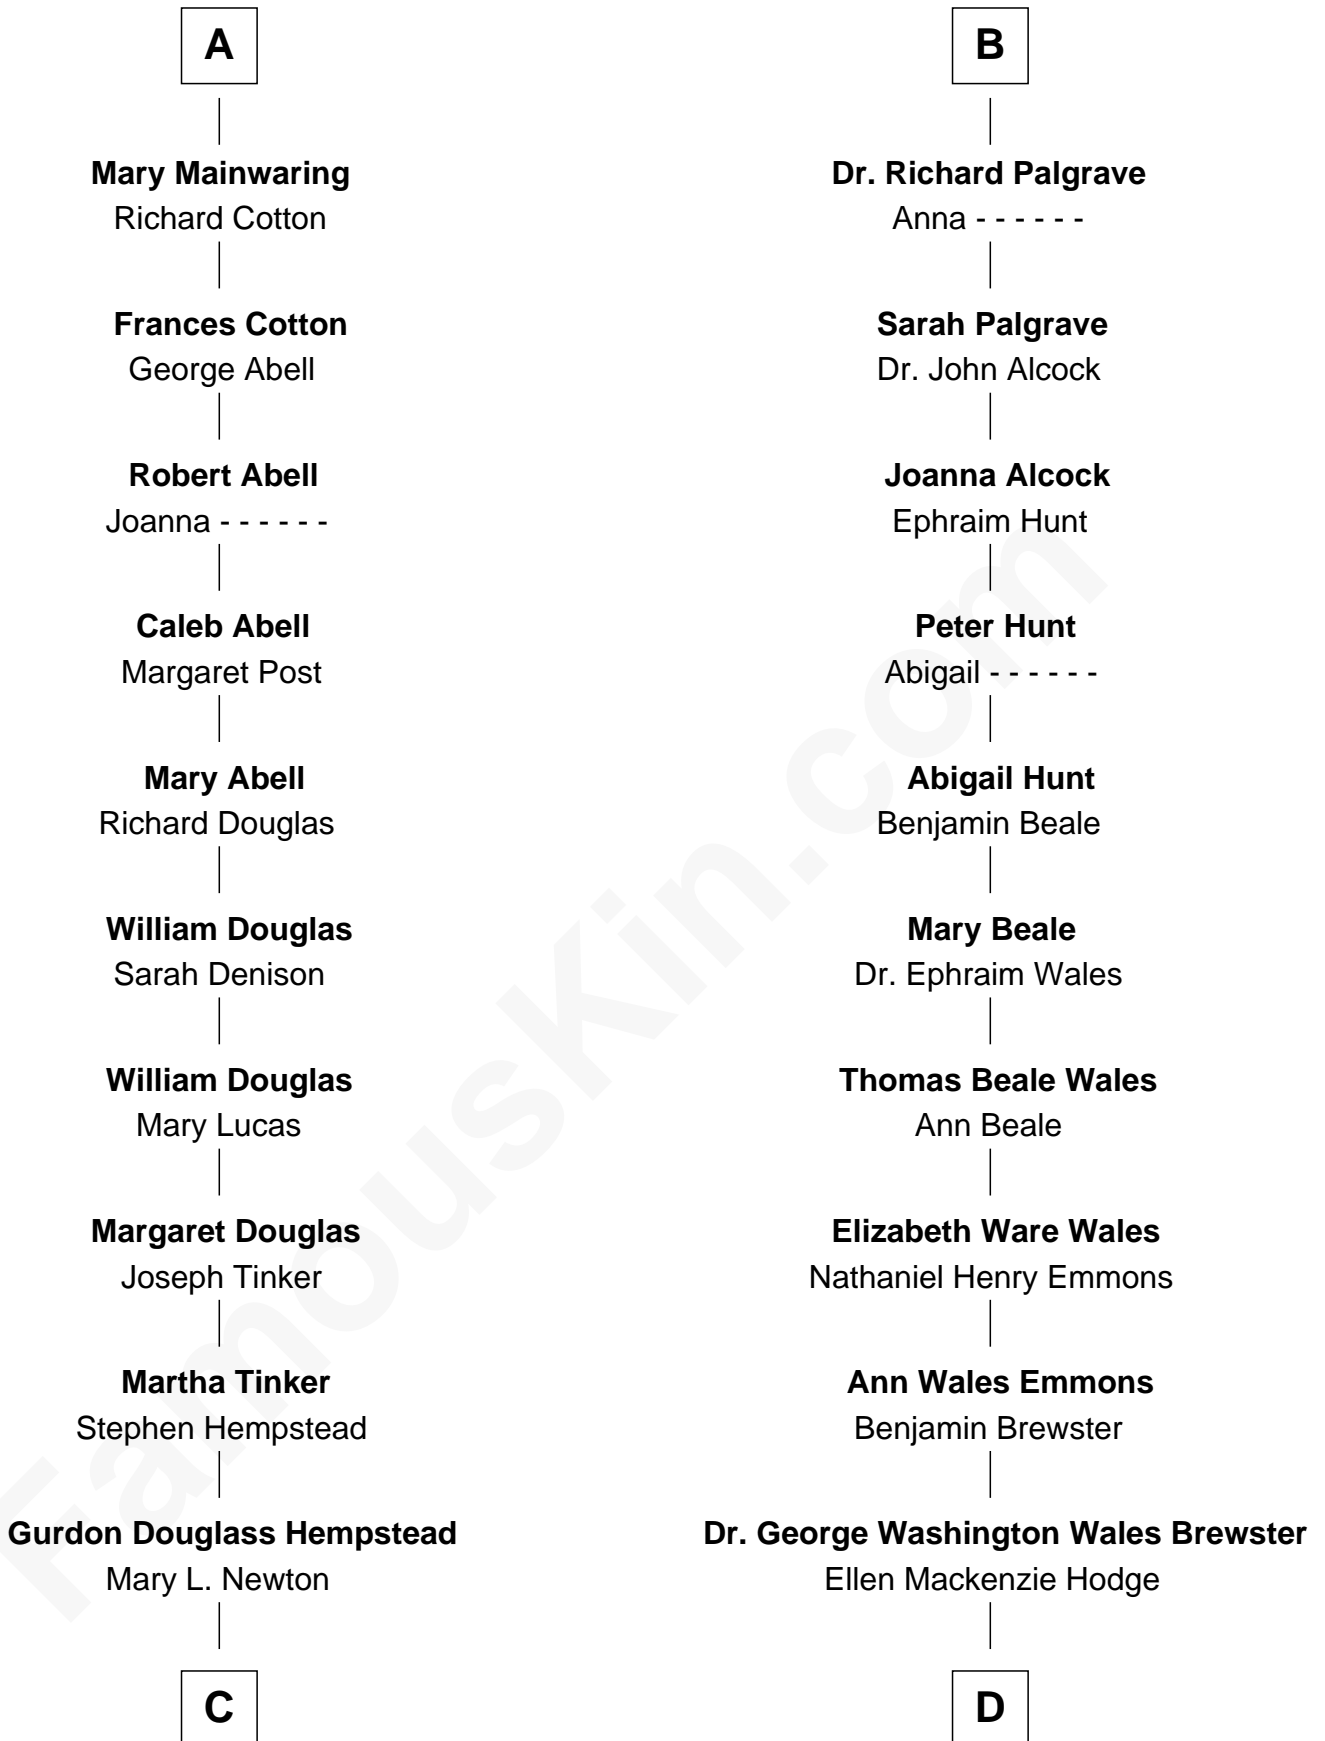 A
Mary Mainwaring
Richard Cotton
Frances Cotton
George Abell
Robert Abell
Joanna - - - - - -
Caleb Abell
Margaret Post
Mary Abell
Richard Douglas
William Douglas
Sarah Denison
William Douglas
Mary Lucas
Margaret Douglas
Joseph Tinker
Martha Tinker
Stephen Hempstead
Gurdon Douglass Hempstead
Mary L. Newton
C
B
Dr. Richard Palgrave
Anna - - - - - -
Sarah Palgrave
Dr. John Alcock
Joanna Alcock
Ephraim Hunt
Peter Hunt
Abigail - - - - - -
Abigail Hunt
Benjamin Beale
Mary Beale
Dr. Ephraim Wales
Thomas Beale Wales
Ann Beale
Elizabeth Ware Wales
Nathaniel Henry Emmons
Ann Wales Emmons
Benjamin Brewster
Dr. George Washington Wales Brewster
Ellen Mackenzie Hodge
D
FamousKin.com